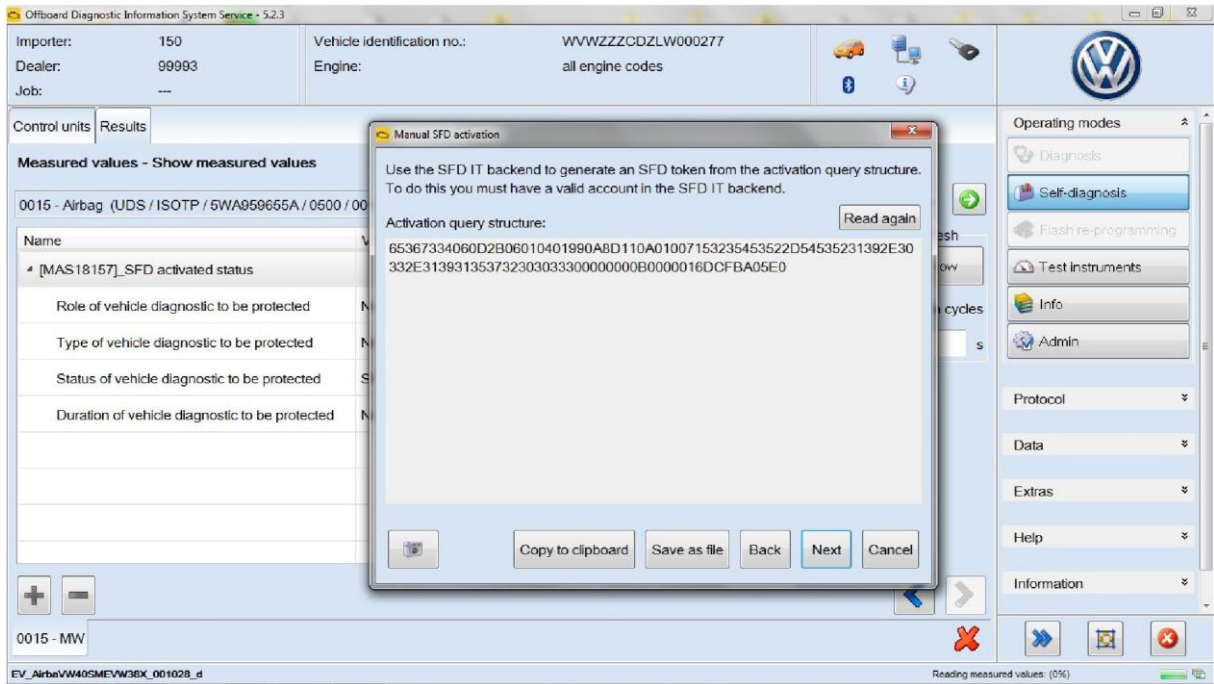 Offboard Diagnostic Information System Service - 5.2.3
Importer: 150
Dealer: 99993
Job: ---
Vehicle identification no.: WVWZZZCDZLW000277
Engine: all engine codes
Control units Results
Measured values - Show measured values
0015 - Airbag (UDS / ISOTP / 5WA959655A / 0500 / 00
Name V
[MAS18157]_SFD activated status
Role of vehicle diagnostic to be protected N
Type of vehicle diagnostic to be protected N
Status of vehicle diagnostic to be protected S
Duration of vehicle diagnostic to be protected N
esh
ow
cycles
s
Manual SFD activation
Use the SFD IT backend to generate an SFD token from the activation query structure.
To do this you must have a valid account in the SFD IT backend.
Activation query structure:
Read again
65367334060D2B06010401990A8D110A01007153235453522D54535231392E30
332E31393135373230303330000000​0B0000016DCFBA05E0
Copy to clipboard Save as file Back Next Cancel
Operating modes
Diagnosis
Self-diagnosis
Flash re-programming
Test instruments
Info
Admin
Protocol
Data
Extras
Help
Information
0015 - MW
EV_AirbaVW40SMEVW38X_001028_d
Reading measured values: (0%)